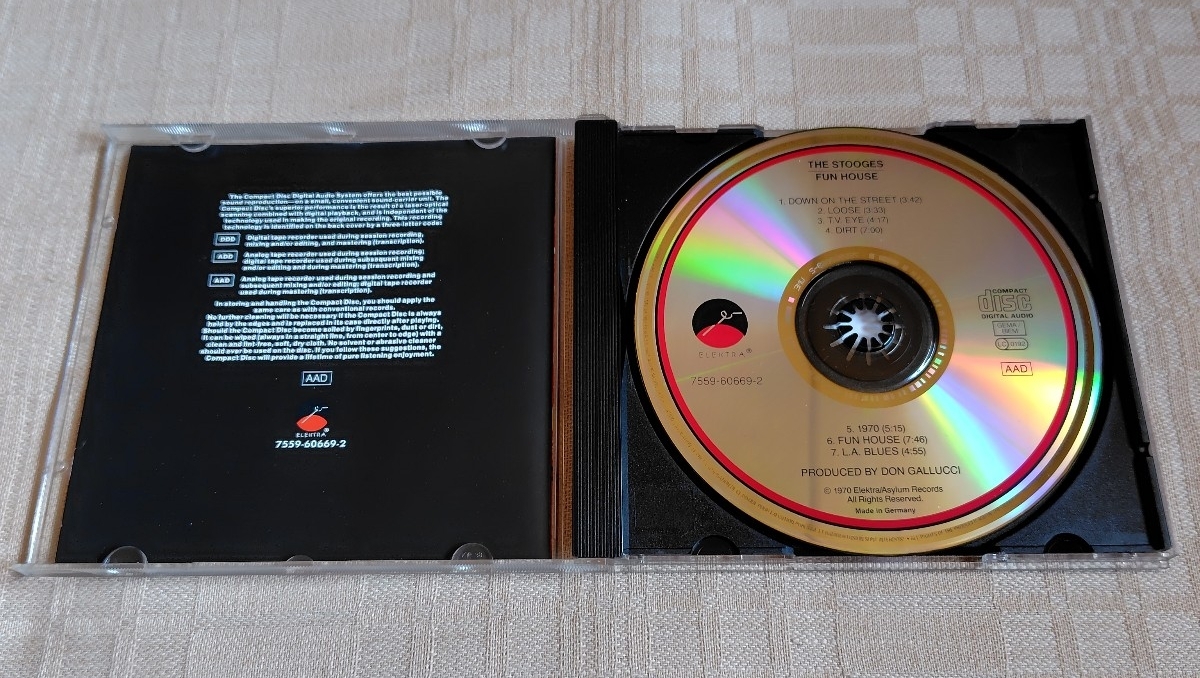 The Compact Disc Digital Audio System offers the best possible
sound reproduction—on a small, convenient sound-carrier unit. The
Compact Disc's superior performance is the result of a laser-optical
scanning combined with digital playback, and is independent of the
technology used in making the original recording. This recording
technology is identified on the back cover by a three-letter code:
DDD Digital tape recorder used during session recording,
mixing and/or editing, and mastering (transcription).
ADD Analog tape recorder used during session recording;
digital tape recorder used during subsequent mixing
and/or editing and during mastering (transcription).
AAD Analog tape recorder used during session recording and
subsequent mixing and/or editing; digital tape recorder
used during mastering (transcription).
In storing and handling the Compact Disc, you should apply the
same care as with conventional records.
No further cleaning will be necessary if the Compact Disc is always
held by the edges and is replaced in its case directly after playing.
Should the Compact Disc become soiled by fingerprints, dust or dirt,
it can be wiped (always in a straight line, from center to edge) with a
clean and lint-free, soft, dry cloth. No solvent or abrasive cleaner
should ever be used on the disc. If you follow these suggestions, the
Compact Disc will provide a lifetime of pure listening enjoyment.
AAD
ELEKTRA®
7559-60669-2
THE STOOGES
FUN HOUSE
1. DOWN ON THE STREET (3:42)
2. LOOSE (3:33)
3. T.V. EYE (4:17)
4. DIRT (7:00)
ELEKTRA®
7559-60669-2
COMPACT
disc
DIGITAL AUDIO
GEMA
BIEM
LC 0192
AAD
5. 1970 (5:15)
6. FUN HOUSE (7:46)
7. L.A. BLUES (4:55)
PRODUCED BY DON GALLUCCI
© 1970 Elektra/Asylum Records
All Rights Reserved.
Made in Germany